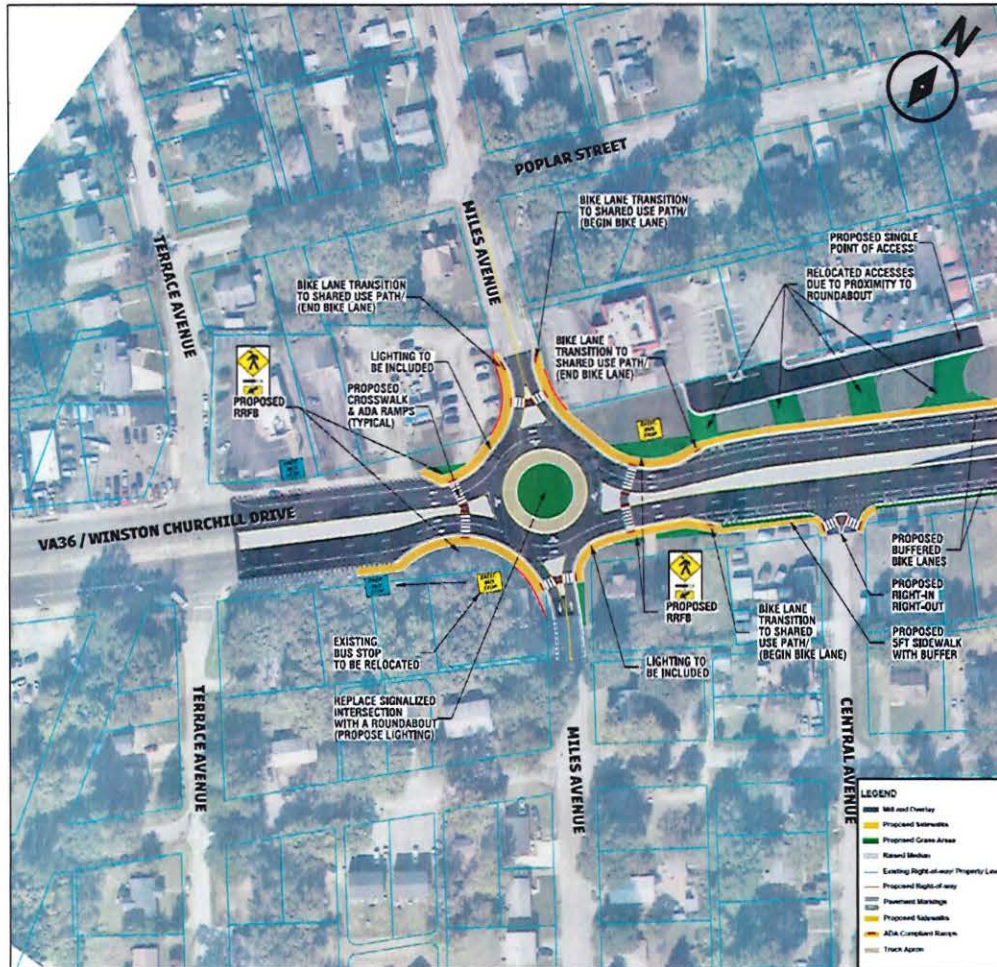 N
POPLAR STREET
BIKE LANE TRANSITION
TO SHARED USE PATH/
(BEGIN BIKE LANE)
MILES AVENUE
TERRACE AVENUE
PROPOSED SINGLE
POINT OF ACCESS
RELOCATED ACCESSES
DUE TO PROXIMITY TO
ROUNDABOUT
BIKE LANE TRANSITION
TO SHARED USE PATH/
(END BIKE LANE)
LIGHTING TO
BE INCLUDED
BIKE LANE
TRANSITION TO
SHARED USE PATH/
(END BIKE LANE)
PROPOSED
CROSSWALK
& ADA RAMPS
(TYPICAL)
PROPOSED
RRFB
BUS
STOP
VA36 / WINSTON CHURCHILL DRIVE
BUS
STOP
PROPOSED
BUFFERED
BIKE LANES
PROPOSED
RIGHT-IN
RIGHT-OUT
PROPOSED
5FT SIDEWALK
WITH BUFFER
PROPOSED
RRFB
BIKE LANE
TRANSITION
TO SHARED
USE PATH/
(BEGIN BIKE LANE)
LIGHTING TO
BE INCLUDED
EXISTING
BUS STOP
TO BE RELOCATED
REPLACE SIGNALIZED
INTERSECTION
WITH A ROUNDABOUT
(PROPOSE LIGHTING)
TERRACE AVENUE
MILES AVENUE
CENTRAL AVENUE
LEGEND
Mill and Overlay
Proposed Sidewalks
Proposed Grass Areas
Raised Median
Existing Right-of-way/ Property Line
Proposed Right-of-way
Pavement Markings
Proposed Sidewalks
ADA Compliant Ramps
Truck Apron